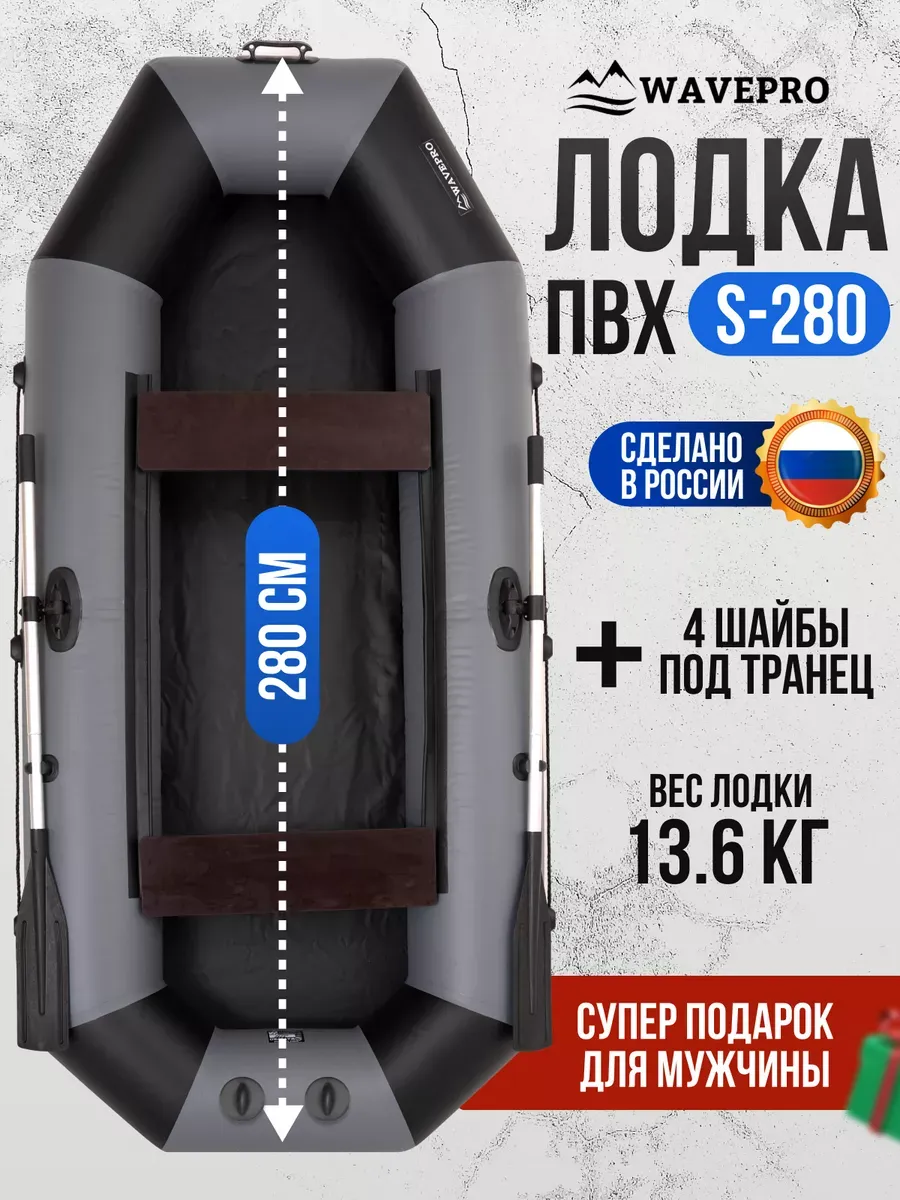 WAVEPRO
ЛОДКА
ПВХ S-280
WAVEPRO
СДЕЛАНО
В РОССИИ
280 СМ
+ 4 ШАЙБЫ
ПОД ТРАНЕЦ
ВЕС ЛОДКИ
13.6 КГ
СУПЕР ПОДАРОК
ДЛЯ МУЖЧИНЫ